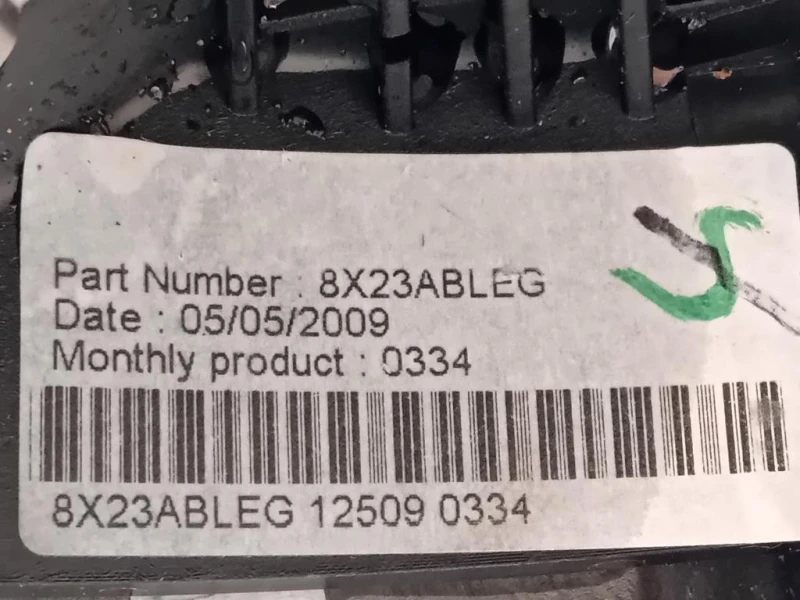 Part Number : 8X23ABLEG
Date : 05/05/2009
Monthly product : 0334
8X23ABLEG 12509 0334